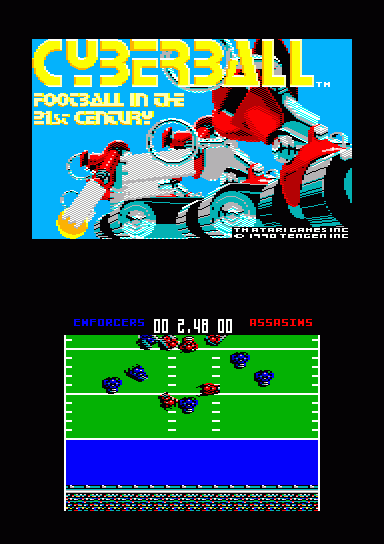 CYBERBALL TM
FOOTBALL IN THE
21st CENTURY
TM ATARI GAMES INC
© 1990 TENGEN INC
ENFORCERS 00 2.48 00 ASSASINS